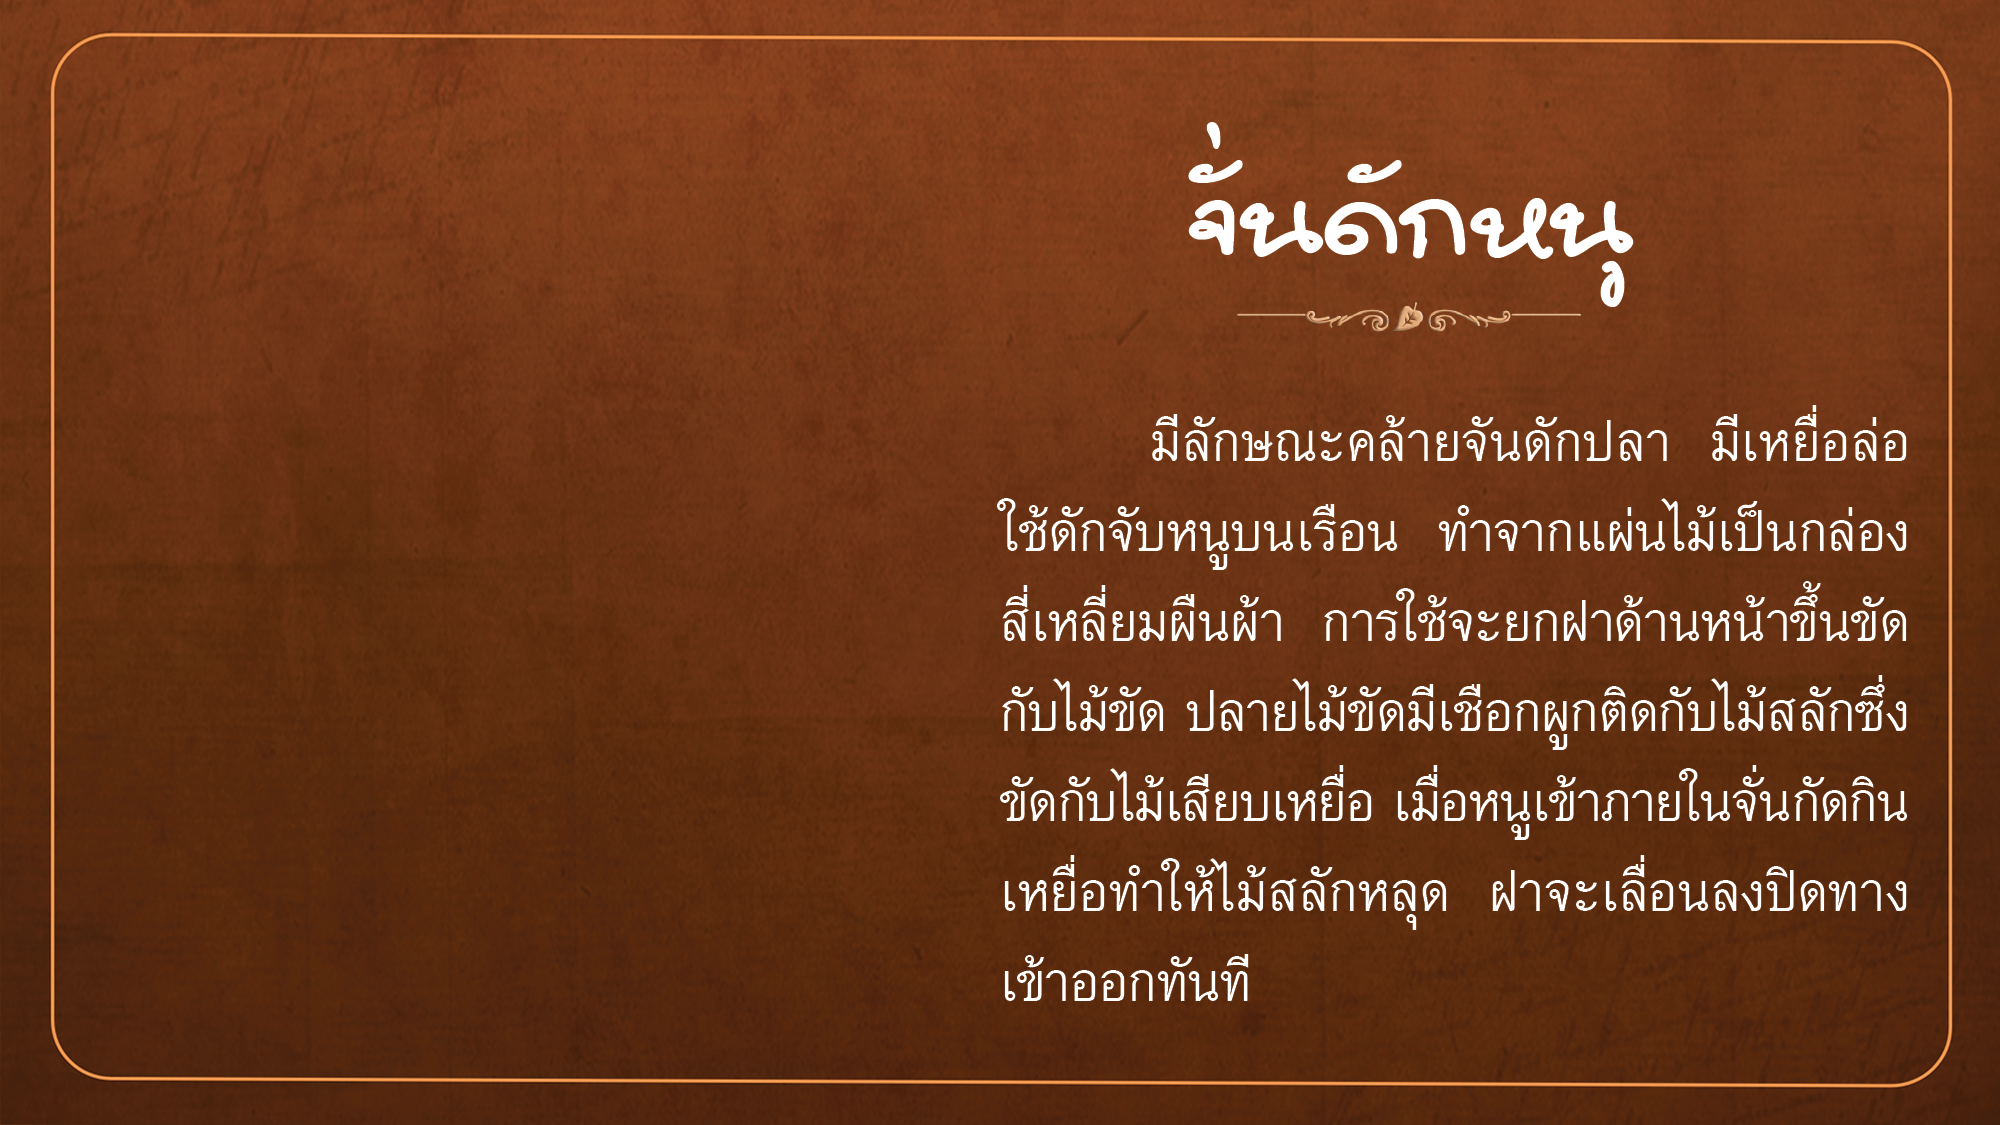 จั่นดักหนู
มีลักษณะคล้ายจันดักปลา มีเหยื่อล่อ
ใช้ดักจับหนูบนเรือน ทำจากแผ่นไม้เป็นกล่อง
สี่เหลี่ยมผืนผ้า การใช้จะยกฝาด้านหน้าขึ้นขัด
กับไม้ขัด ปลายไม้ขัดมีเชือกผูกติดกับไม้สลักซึ่ง
ขัดกับไม้เสียบเหยื่อ เมื่อหนูเข้าภายในจั่นกัดกิน
เหยื่อทำให้ไม้สลักหลุด ฝาจะเลื่อนลงปิดทาง
เข้าออกทันที